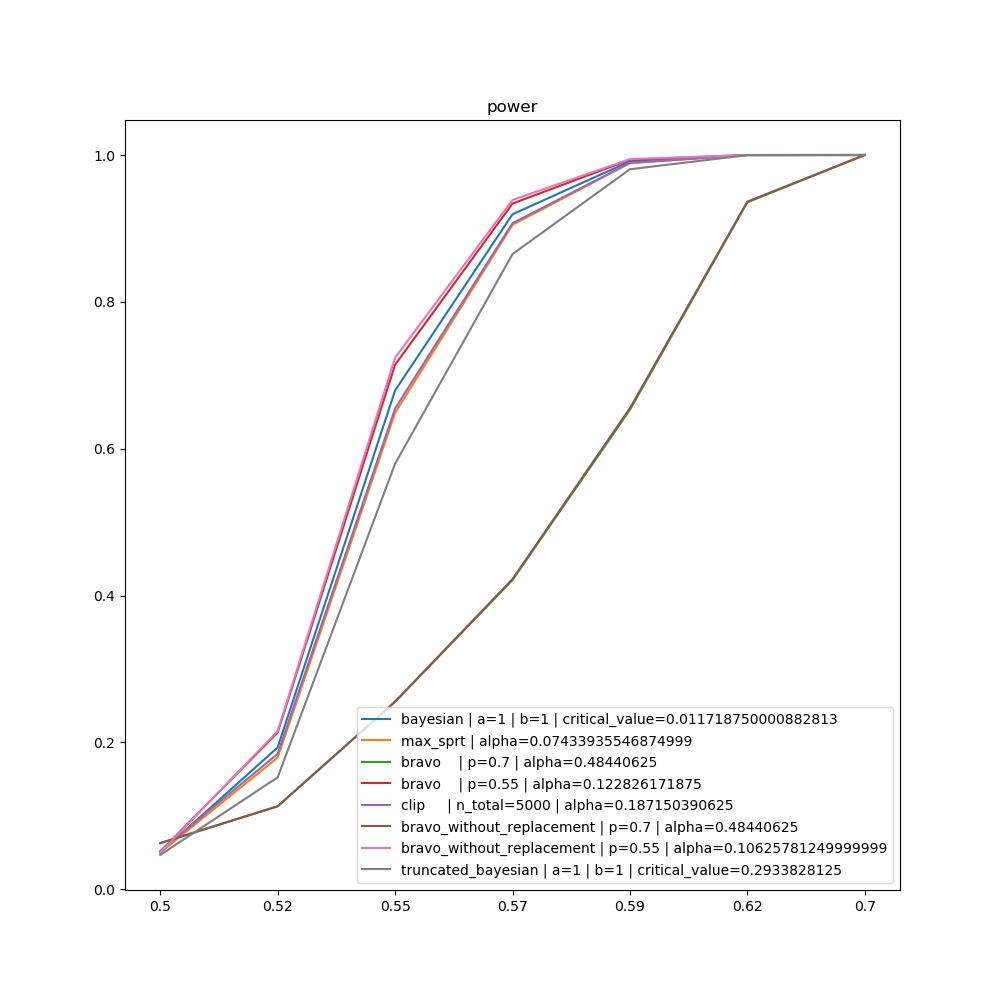 power
1.0
0.8
0.6
0.4
0.2
0.0
bayesian | a=1 | b=1 | critical_value=0.011718750000882813
max_sprt | alpha=0.07433935546874999
bravo | p=0.7 | alpha=0.48440625
bravo | p=0.55 | alpha=0.122826171875
clip | n_total=5000 | alpha=0.187150390625
bravo_without_replacement | p=0.7 | alpha=0.48440625
bravo_without_replacement | p=0.55 | alpha=0.10625781249999999
truncated_bayesian | a=1 | b=1 | critical_value=0.2933828125
0.5 0.52 0.55 0.57 0.59 0.62 0.7